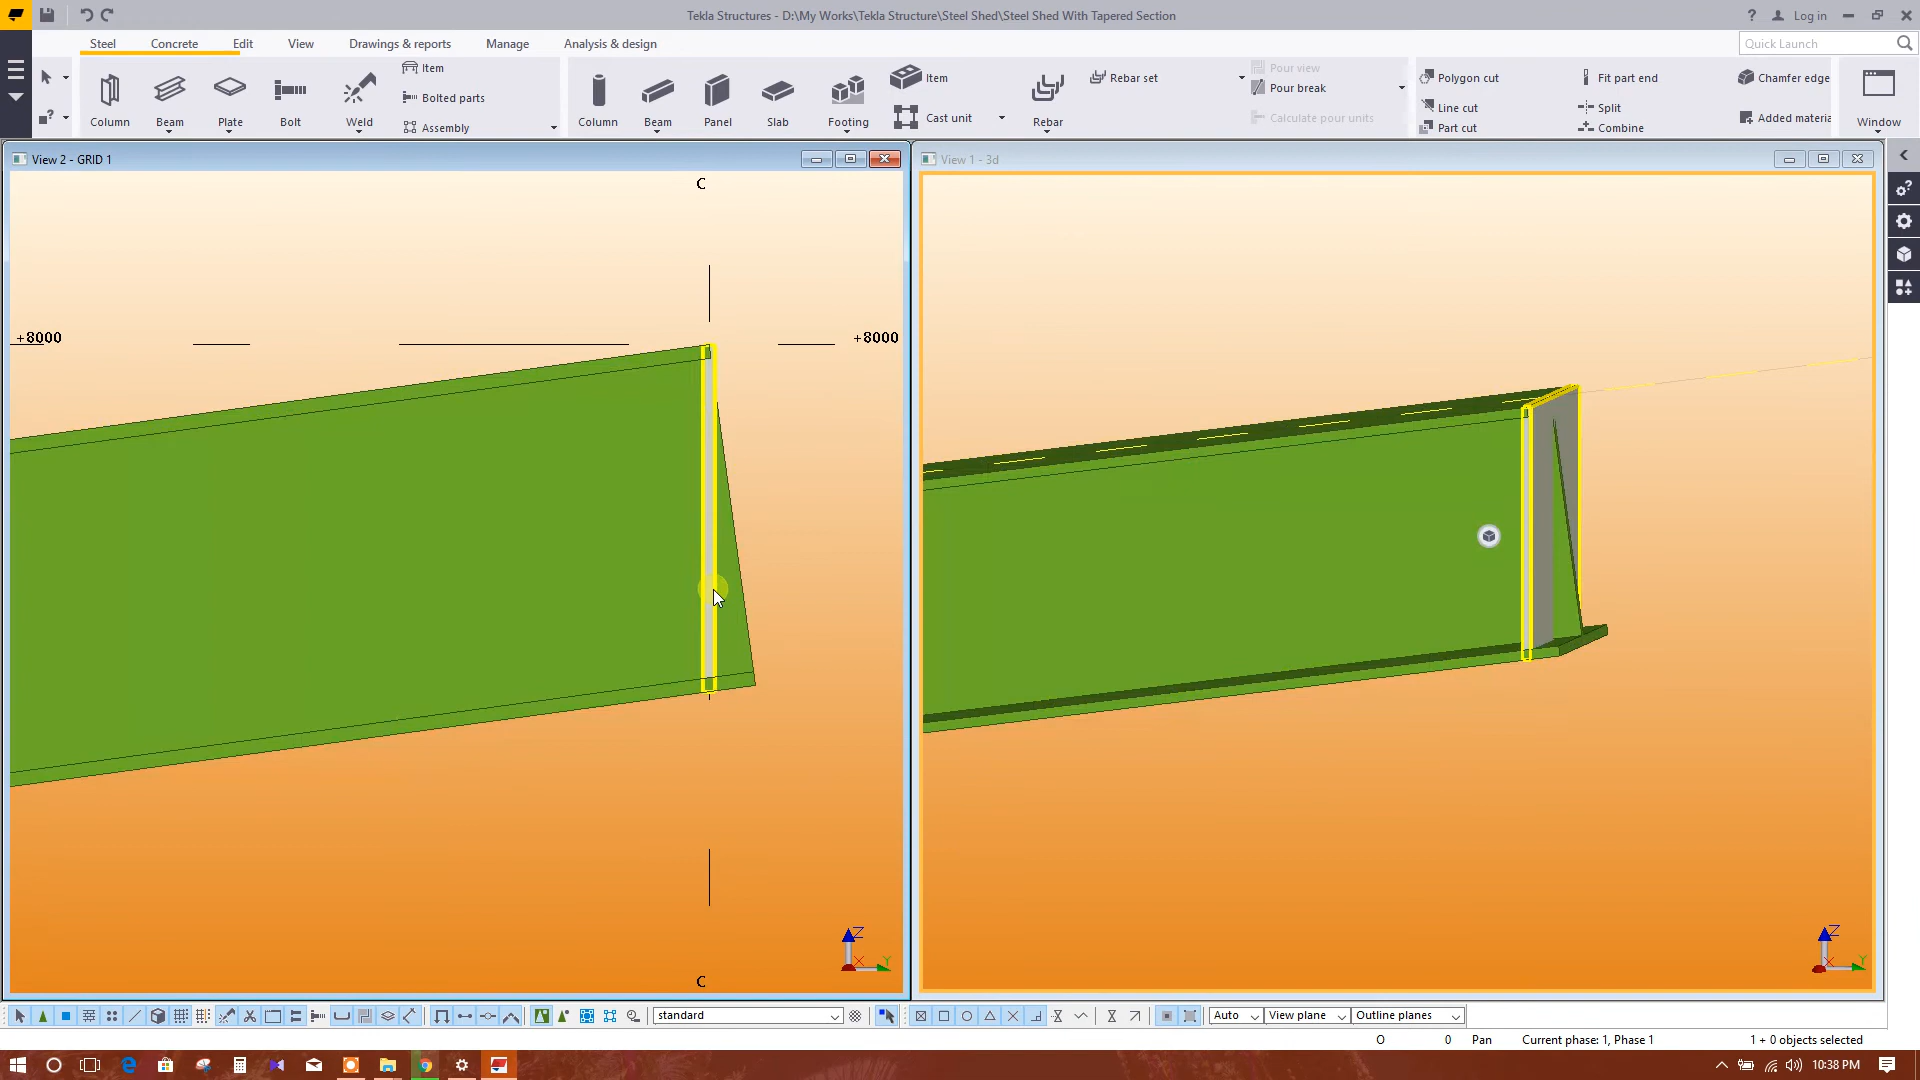 Tekla Structures - D:\My Works\Tekla Structure\Steel Shed\Steel Shed With Tapered Section
? Log in
Steel Concrete Edit View Drawings & reports Manage Analysis & design
Quick Launch
Column
Beam
Plate
Bolt
Weld
Item
Bolted parts
Assembly
Column
Beam
Panel
Slab
Footing
Item
Cast unit
Rebar
Rebar set
Pour view
Pour break
Calculate pour units
Polygon cut
Line cut
Part cut
Fit part end
Split
Combine
Chamfer edge
Added materia
Window
View 2 - GRID 1
View 1 - 3d
C
+8000
+8000
C
Z
X
Y
Z
X
Y
standard
Auto
View plane
Outline planes
O 0 Pan Current phase: 1, Phase 1 1 + 0 objects selected
10:38 PM